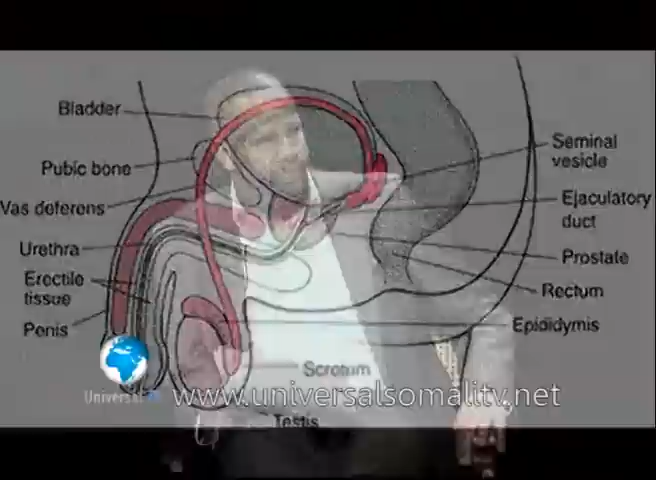 Bladder
Pubic bone
Vas deferens
Urethra
Erectile
tissue
Penis
Seminal
vesicle
Ejaculatory
duct
Prostate
Rectum
Epididymis
Scrotum
Testis
Universal
www.universalsomalitv.net